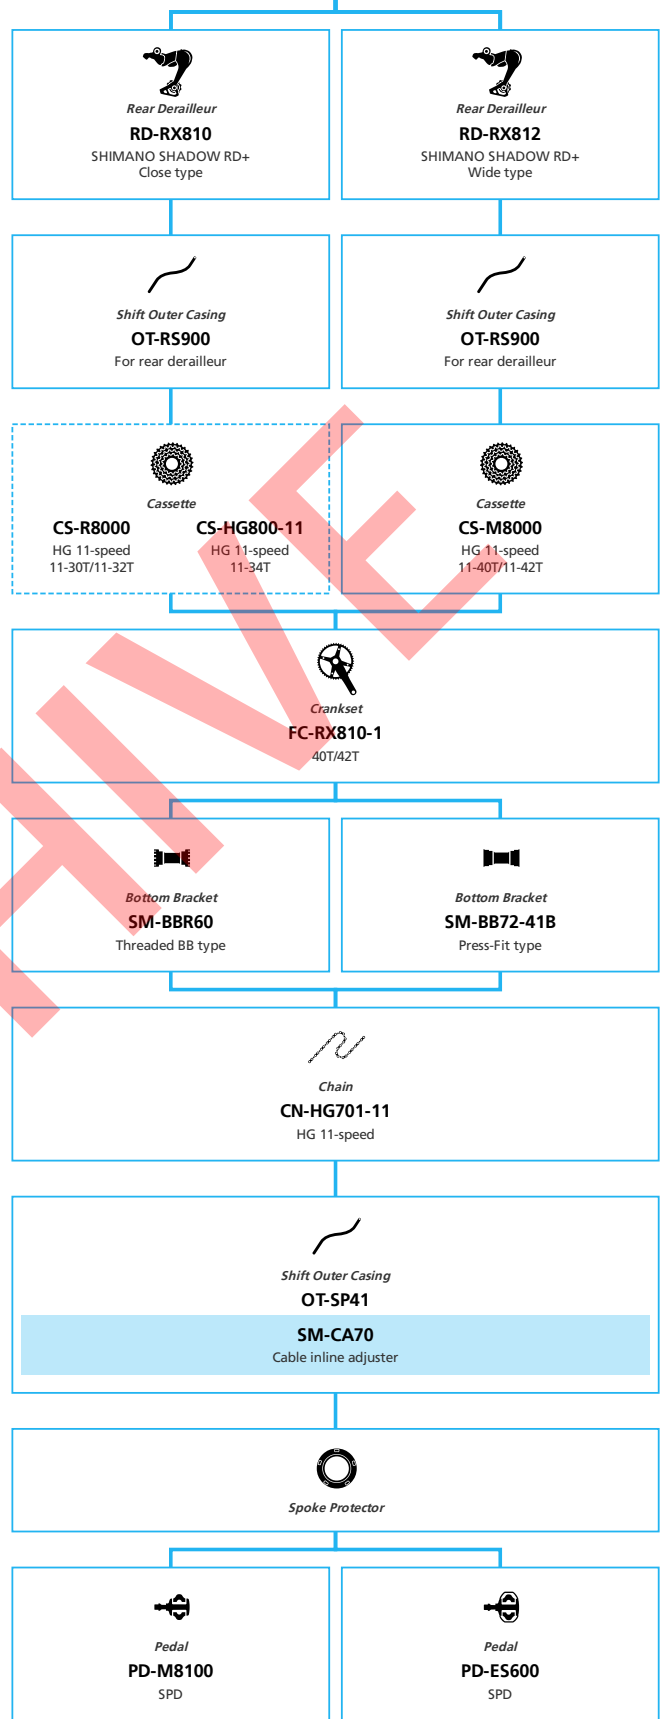 Rear Derailleur
RD-RX810
SHIMANO SHADOW RD+
Close type
Rear Derailleur
RD-RX812
SHIMANO SHADOW RD+
Wide type
Shift Outer Casing
OT-RS900
For rear derailleur
Shift Outer Casing
OT-RS900
For rear derailleur
Cassette
CS-R8000
HG 11-speed
11-30T/11-32T
CS-HG800-11
HG 11-speed
11-34T
Cassette
CS-M8000
HG 11-speed
11-40T/11-42T
Crankset
FC-RX810-1
40T/42T
Bottom Bracket
SM-BBR60
Threaded BB type
Bottom Bracket
SM-BB72-41B
Press-Fit type
Chain
CN-HG701-11
HG 11-speed
Shift Outer Casing
OT-SP41
SM-CA70
Cable inline adjuster
Spoke Protector
Pedal
PD-M8100
SPD
Pedal
PD-ES600
SPD
HIVE